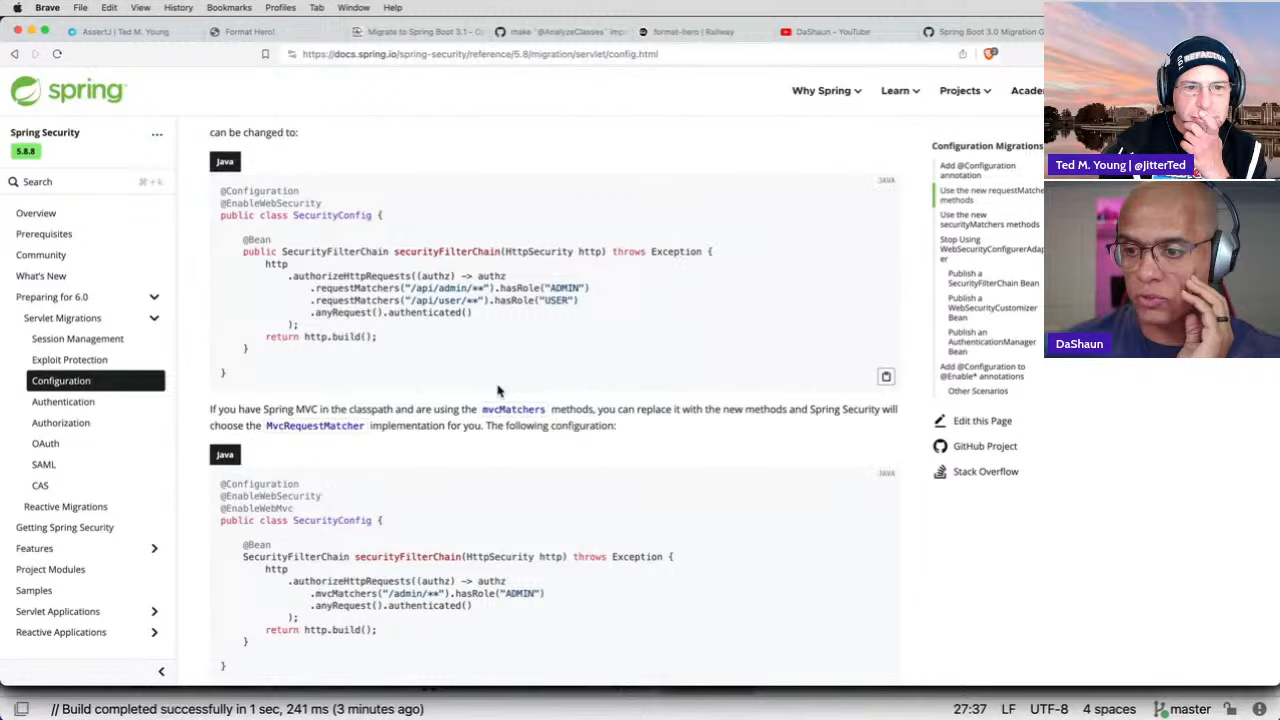 Brave File Edit View History Bookmarks Profiles Tab Window Help
AssertJ | Ted M. Young
Format Hero!
Migrate to Spring Boot 3.1 - O
make `@AnalyzeClasses` imp
format-hero | Railway
DaShaun - YouTube
Spring Boot 3.0 Migration G
https://docs.spring.io/spring-security/reference/5.8/migration/servlet/config.html
spring
Why Spring
Learn
Projects
Acade
Spring Security
5.8.8
Search
⌘ + k
Overview
Prerequisites
Community
What's New
Preparing for 6.0
Servlet Migrations
Session Management
Exploit Protection
Configuration
Authentication
Authorization
OAuth
SAML
CAS
Reactive Migrations
Getting Spring Security
Features
Project Modules
Samples
Servlet Applications
Reactive Applications
can be changed to:
Java
JAVA
@Configuration
@EnableWebSecurity
public class SecurityConfig {
@Bean
public SecurityFilterChain securityFilterChain(HttpSecurity http) throws Exception {
http
.authorizeHttpRequests((authz) -> authz
.requestMatchers("/api/admin/**").hasRole("ADMIN")
.requestMatchers("/api/user/**").hasRole("USER")
.anyRequest().authenticated()
);
return http.build();
}
}
If you have Spring MVC in the classpath and are using the mvcMatchers methods, you can replace it with the new methods and Spring Security will
choose the MvcRequestMatcher implementation for you. The following configuration:
Java
JAVA
@Configuration
@EnableWebSecurity
@EnableWebMvc
public class SecurityConfig {
@Bean
SecurityFilterChain securityFilterChain(HttpSecurity http) throws Exception {
http
.authorizeHttpRequests((authz) -> authz
.mvcMatchers("/admin/**").hasRole("ADMIN")
.anyRequest().authenticated()
);
return http.build();
}
}
Configuration Migrations
Add @Configuration
annotation
Use the new requestMatche
methods
Use the new
securityMatchers methods
Stop Using
WebSecurityConfigurerAdap
er
Publish a
SecurityFilterChain Bean
Publish a
WebSecurityCustomizer
Bean
Publish an
AuthenticationManager
Bean
Add @Configuration to
@Enable* annotations
Other Scenarios
Edit this Page
GitHub Project
Stack Overflow
Ted M. Young | @JitterTed
DaShaun
// Build completed successfully in 1 sec, 241 ms (3 minutes ago)
27:37 LF UTF-8 4 spaces master